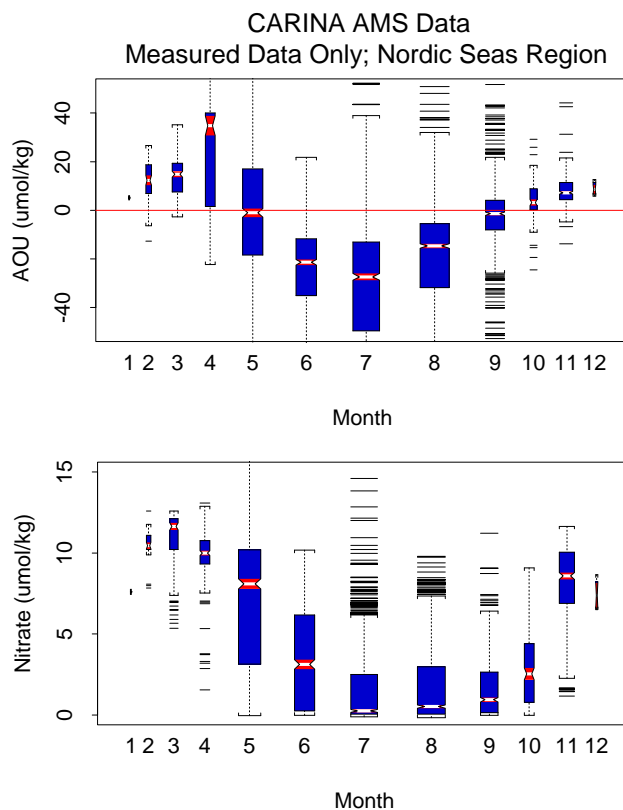 CARINA AMS Data
Measured Data Only; Nordic Seas Region
AOU (umol/kg)
40
20
0
-40
1 2 3 4 5 6 7 8 9 10 11 12
Month
Nitrate (umol/kg)
15
10
5
0
1 2 3 4 5 6 7 8 9 10 11 12
Month